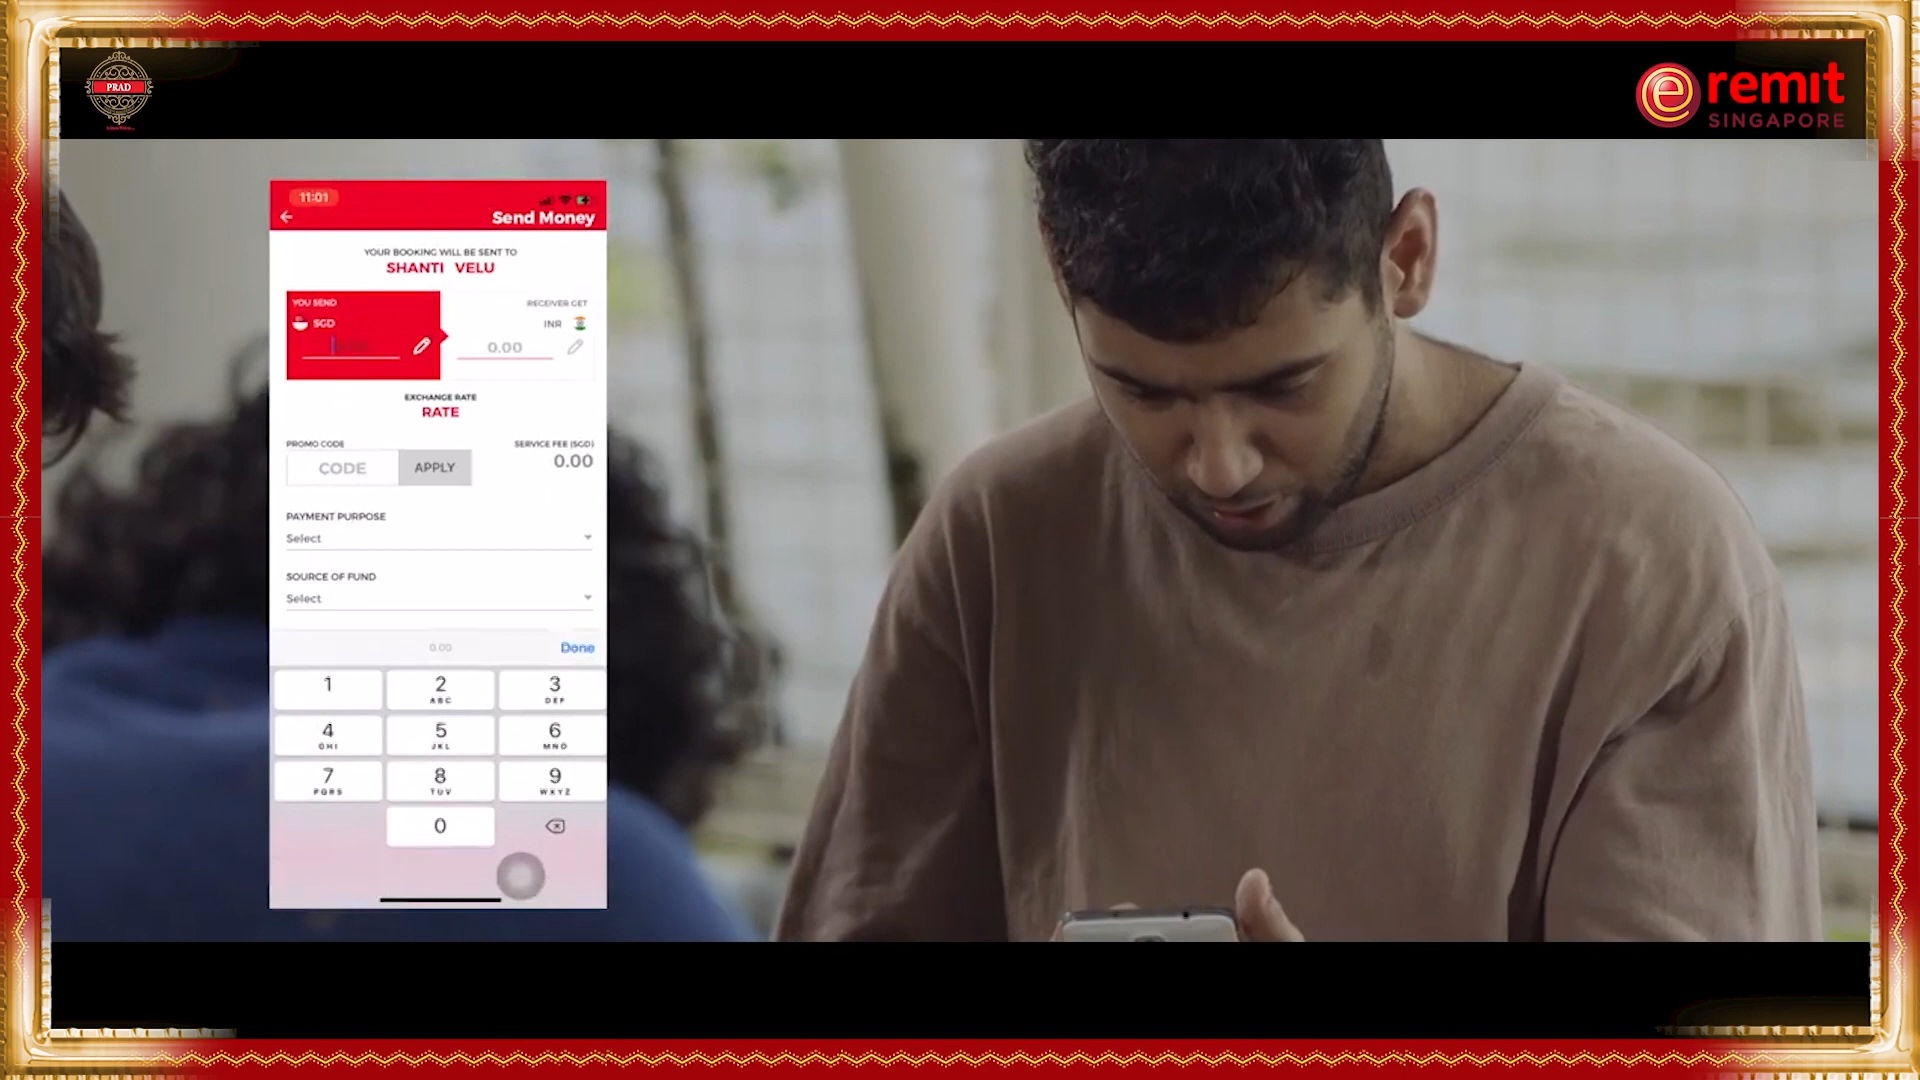 PRAD
e remit
SINGAPORE
11:01
Send Money
YOUR BOOKING WILL BE SENT TO
SHANTI VELU
YOU SEND
RECEIVER GET
SGD
INR
0.00
EXCHANGE RATE
RATE
PROMO CODE
SERVICE FEE (SGD)
CODE
APPLY
0.00
PAYMENT PURPOSE
Select
SOURCE OF FUND
Select
0.00
Done
1
2
ABC
3
DEF
4
GHI
5
JKL
6
MNO
7
PQRS
8
TUV
9
WXYZ
0